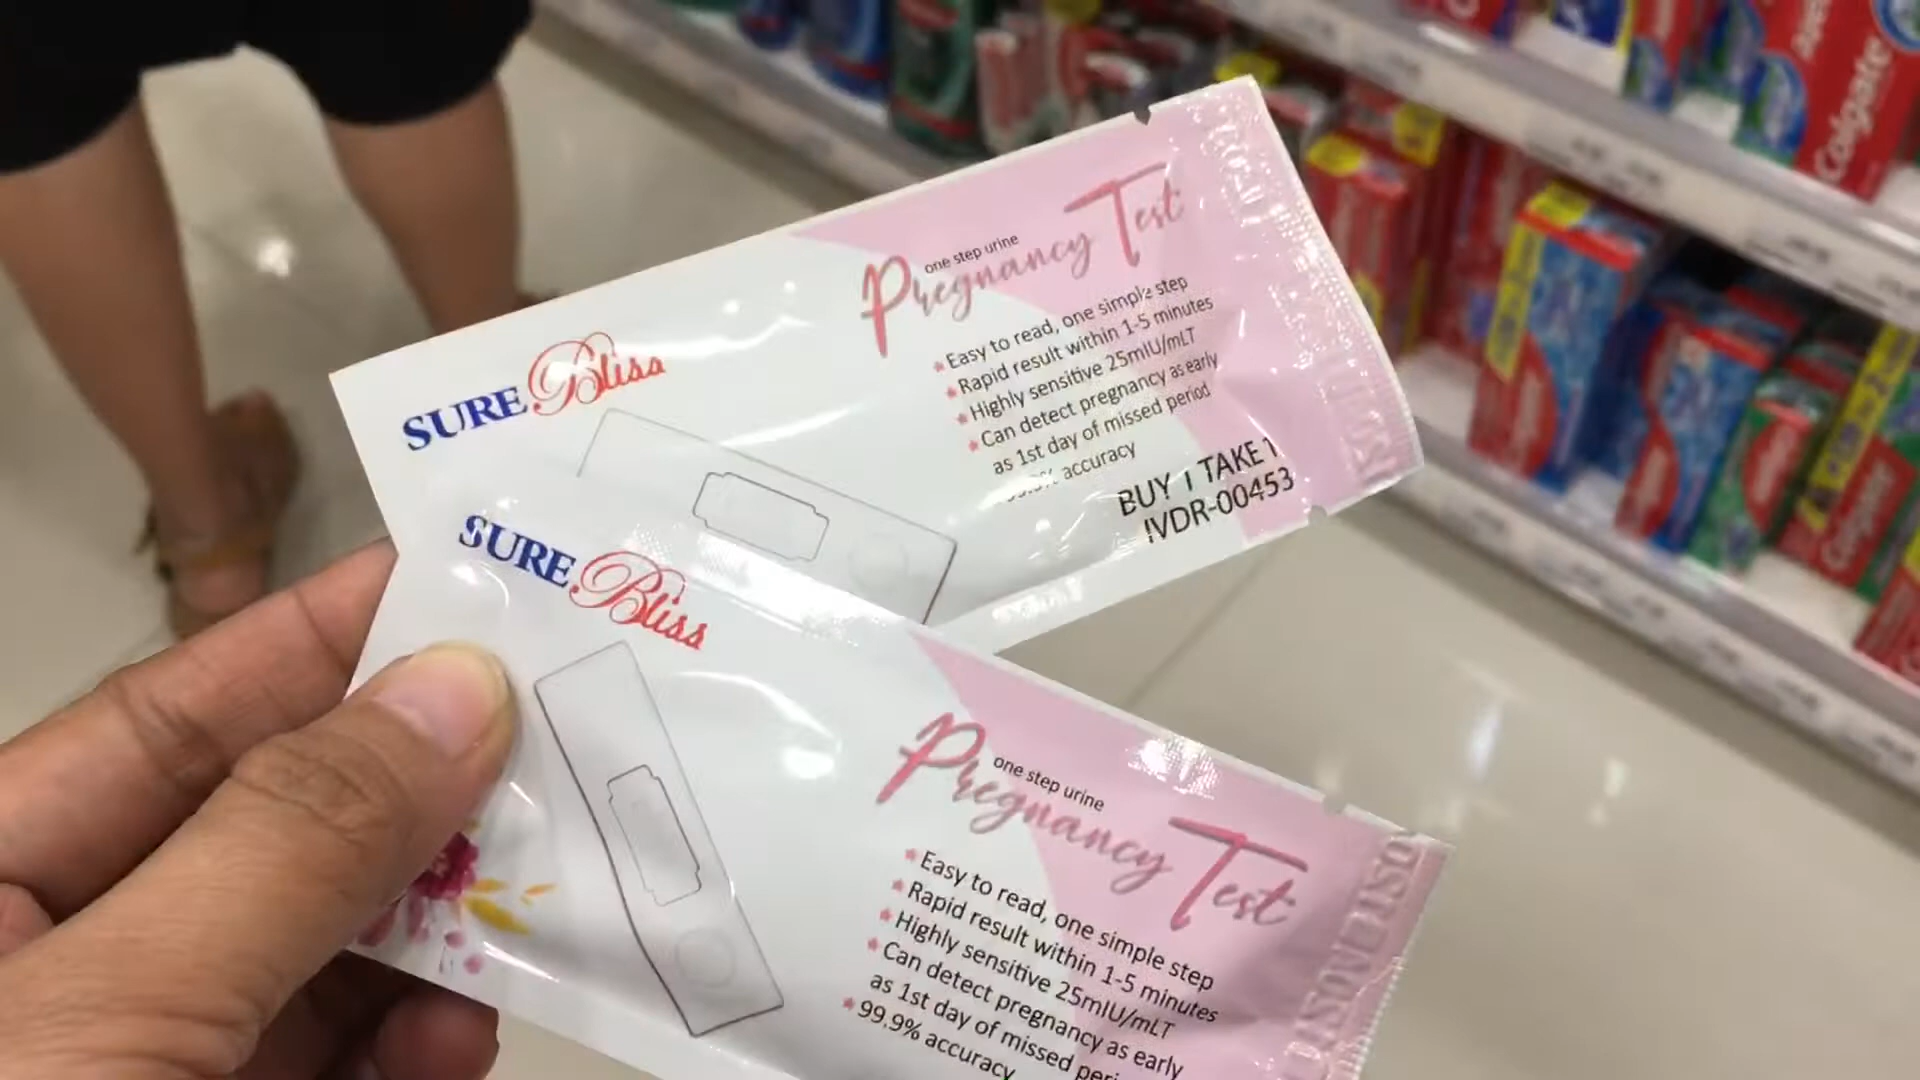 SURE Bliss
one step urine
Pregnancy Test
Easy to read, one simple step
Rapid result within 1-5 minutes
Highly sensitive 25mIU/mLT
Can detect pregnancy as early
as 1st day of missed period
accuracy
BUY 1 TAKE 1
IVDR-00453
SURE Bliss
one step urine
Pregnancy Test
Easy to read, one simple step
Rapid result within 1-5 minutes
Highly sensitive 25mIU/mLT
Can detect pregnancy as early
as 1st day of missed peri
99.9% accuracy
Colgate
Colgate